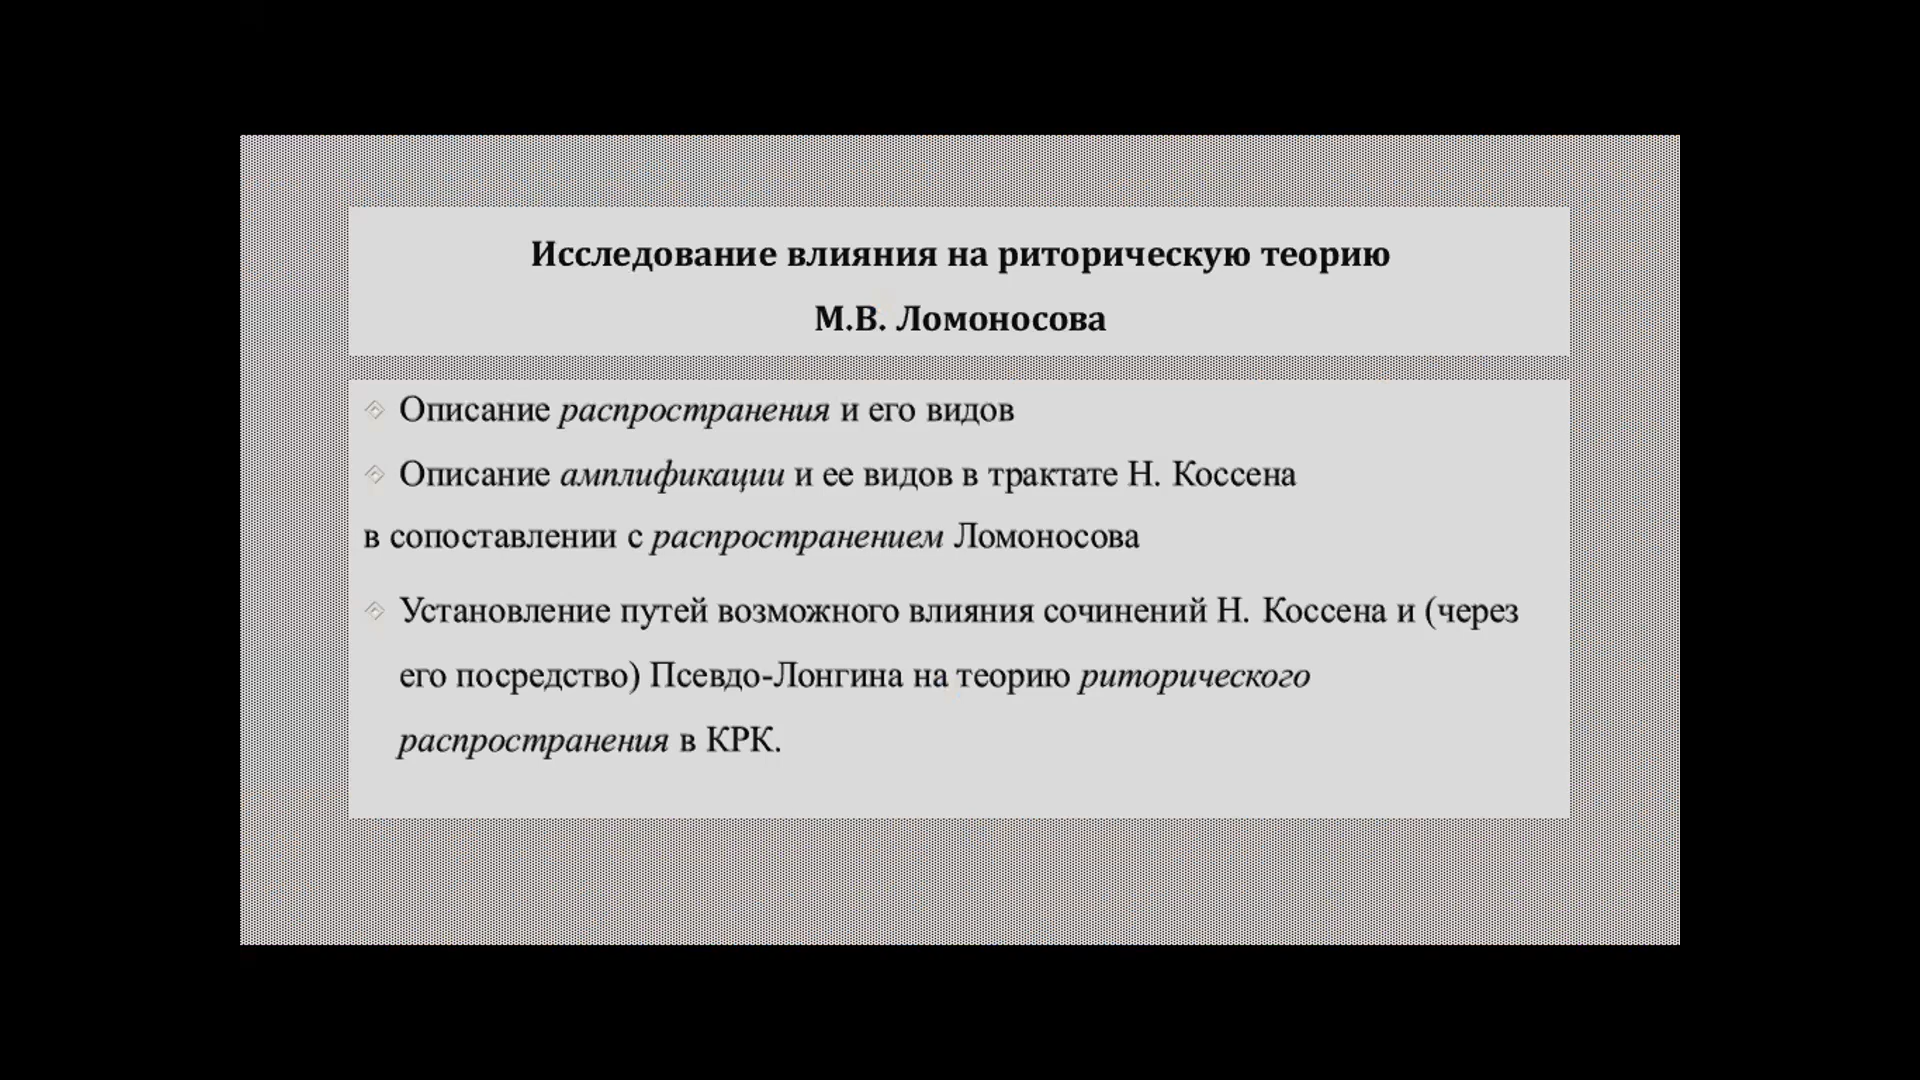 Исследование влияния на риторическую теорию
М.В. Ломоносова
Описание распространения и его видов
Описание амплификации и ее видов в трактате Н. Коссена
в сопоставлении с распространением Ломоносова
Установление путей возможного влияния сочинений Н. Коссена и (через
его посредство) Псевдо-Лонгина на теорию риторического
распространения в КРК.